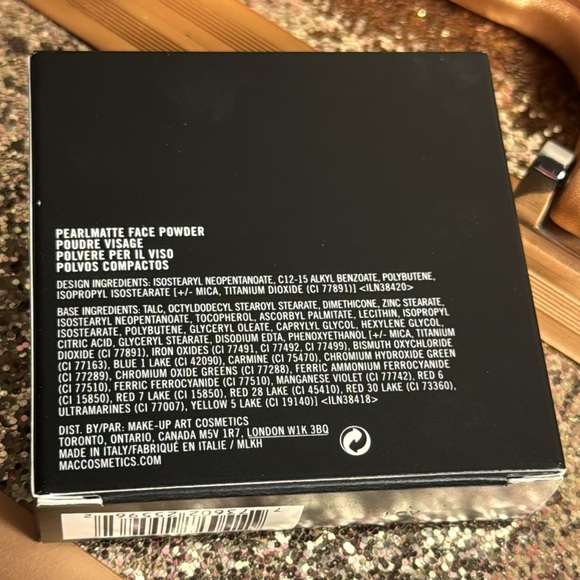 PEARLMATTE FACE POWDER
POUDRE VISAGE
POLVERE PER IL VISO
POLVOS COMPACTOS
DESIGN INGREDIENTS: ISOSTEARYL NEOPENTANOATE, C12-15 ALKYL BENZOATE, POLYBUTENE,
ISOPROPYL ISOSTEARATE [+/- MICA, TITANIUM DIOXIDE (CI 77891)] <ILN38420>
BASE INGREDIENTS: TALC, OCTYLDODECYL STEAROYL STEARATE, DIMETHICONE, ZINC STEARATE,
ISOSTEARYL NEOPENTANOATE, TOCOPHEROL, ASCORBYL PALMITATE, LECITHIN, ISOPROPYL
ISOSTEARATE, POLYBUTENE, GLYCERYL OLEATE, CAPRYLYL GLYCOL, HEXYLENE GLYCOL,
CITRIC ACID, GLYCERYL STEARATE, DISODIUM EDTA, PHENOXYETHANOL [+/- MICA, TITANIUM
DIOXIDE (CI 77891), IRON OXIDES (CI 77491, CI 77492, CI 77499), BISMUTH OXYCHLORIDE
(CI 77163), BLUE 1 LAKE (CI 42090), CARMINE (CI 75470), CHROMIUM HYDROXIDE GREEN
(CI 77289), CHROMIUM OXIDE GREENS (CI 77288), FERRIC AMMONIUM FERROCYANIDE
(CI 77510), FERRIC FERROCYANIDE (CI 77510), MANGANESE VIOLET (CI 77742), RED 6
(CI 15850), RED 7 LAKE (CI 15850), RED 28 LAKE (CI 45410), RED 30 LAKE (CI 73360),
ULTRAMARINES (CI 77007), YELLOW 5 LAKE (CI 19140)] <ILN38418>
DIST. BY/PAR: MAKE-UP ART COSMETICS
TORONTO, ONTARIO, CANADA M5V 1R7, LONDON W1K 3BQ
MADE IN ITALY/FABRIQUÉ EN ITALIE / MLKH
MACCOSMETICS.COM